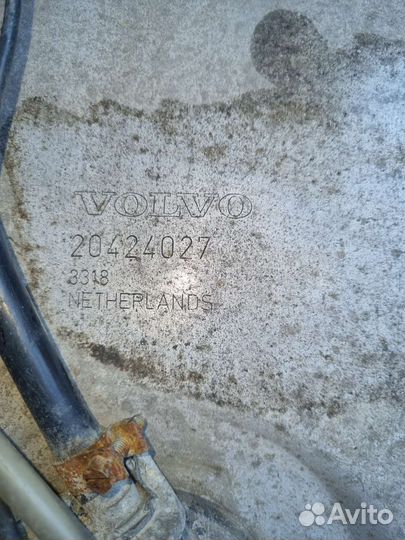 VOLVO
20424027
3318
NETHERLANDS
Avito